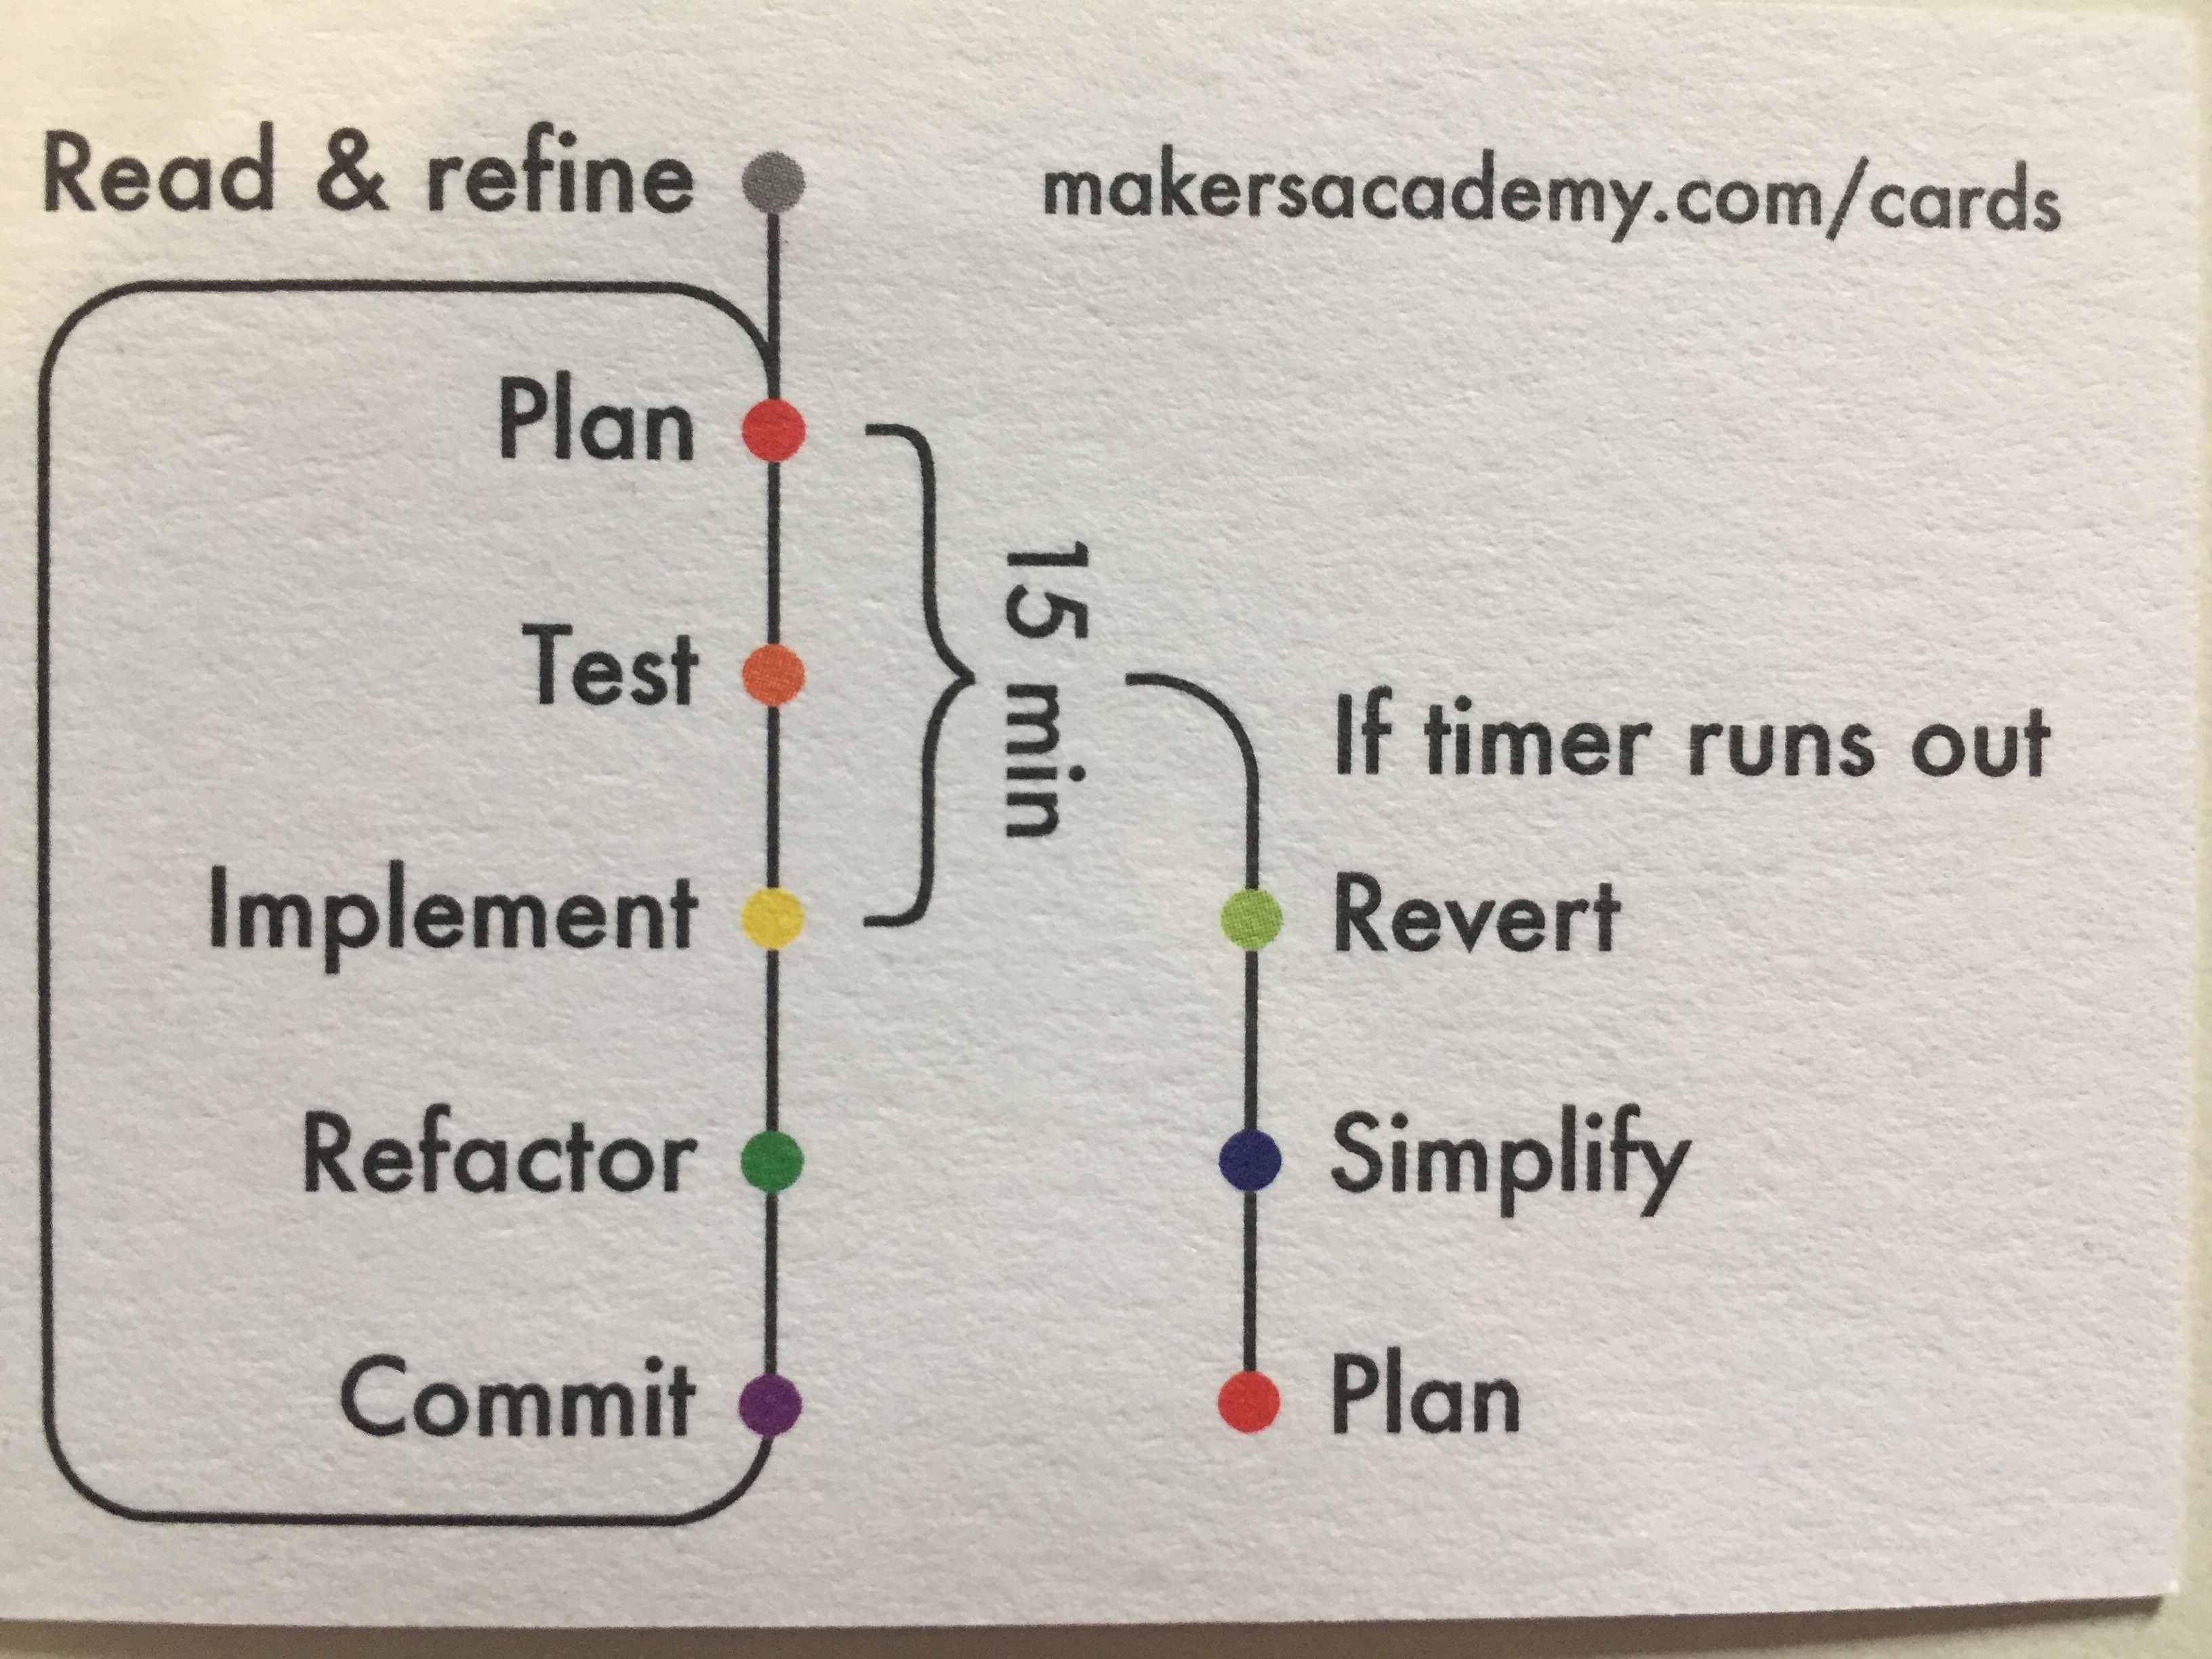 Read & refine
makersacademy.com/cards
Plan
Test
Implement
Refactor
Commit
15 min
If timer runs out
Revert
Simplify
Plan